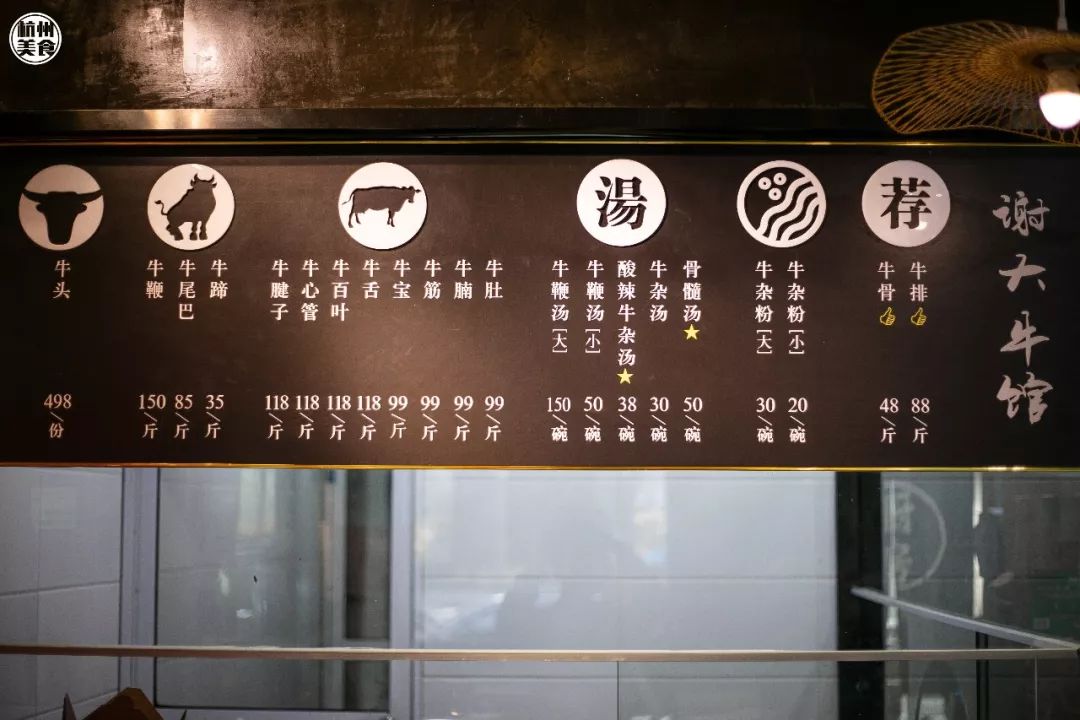 杭州
美食
牛头
498/份
牛鞭
150/斤
牛尾巴
85/斤
牛蹄
35/斤
牛腱子
118/斤
牛心管
118/斤
牛百叶
118/斤
牛舌
118/斤
牛宝
99/斤
牛筋
99/斤
牛腩
99/斤
牛肚
99/斤
湯
牛鞭汤[大]
150/碗
牛鞭汤[小]
50/碗
酸辣牛杂汤
38/碗
牛杂汤
30/碗
骨髓汤
50/碗
牛杂粉[大]
30/碗
牛杂粉[小]
20/碗
荐
牛骨
48/斤
牛排
88/斤
谢大牛馆